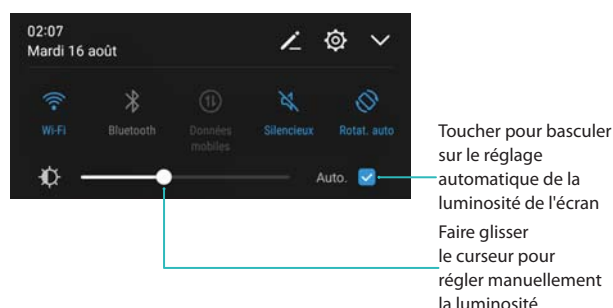 02:07
Mardi 16 août
Wi-Fi
Bluetooth
Données
mobiles
Silencieux
Rotat. auto
Auto.
Toucher pour basculer
sur le réglage
automatique de la
luminosité de l'écran
Faire glisser
le curseur pour
régler manuellement
la luminosité